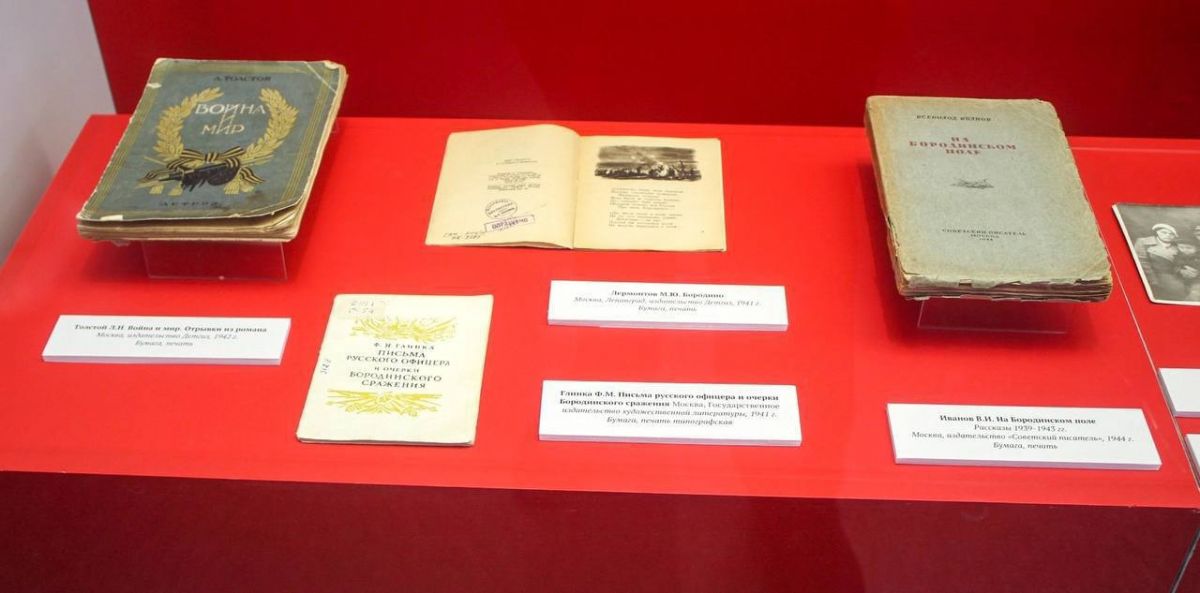 Л. ТОЛСТОЙ
ВОЙНА
И
МИР
ДЕТГИЗ
Толстой Л.Н. Война и мир. Отрывки из романа
Москва, издательство Детгиз, 1942 г.
Бумага, печать
Ф. Н. ГЛИНКА
ПИСЬМА
РУССКОГО ОФИЦЕРА
И ОЧЕРКИ
БОРОДИНСКОГО
СРАЖЕНИЯ
Лермонтов М.Ю. Бородино
Москва, Ленинград, издательство Детгиз, 1941 г.
Бумага, печать
Глинка Ф.М. Письма русского офицера и очерки
Бородинского сражения Москва, Государственное
издательство художественной литературы, 1941 г.
Бумага, печать типографская
ВСЕВОЛОД ИВАНОВ
НА
БОРОДИНСКОМ
ПОЛЕ
СОВЕТСКИЙ ПИСАТЕЛЬ
МОСКВА
1944
Иванов В.И. На Бородинском поле
Рассказы 1939–1943 гг.
Москва, издательство «Советский писатель», 1944 г.
Бумага, печать